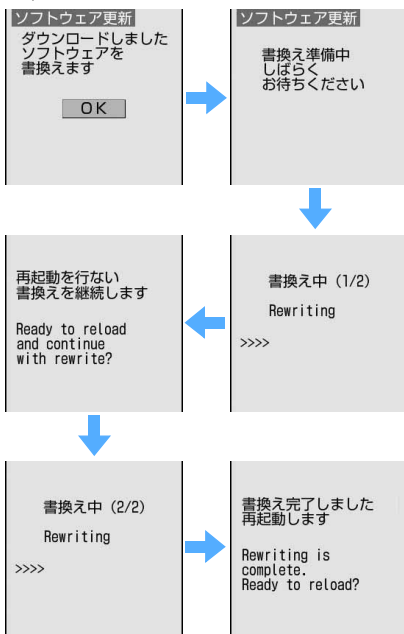 ソフトウェア更新
ダウンロードしました
ソフトウェアを
書換えます
OK
ソフトウェア更新
書換え準備中
しばらく
お待ちください
書換え中 (1/2)
Rewriting
>>>>
再起動を行ない
書換えを継続します
Ready to reload
and continue
with rewrite?
書換え中 (2/2)
Rewriting
>>>>
書換え完了しました
再起動します
Rewriting is
complete.
Ready to reload?